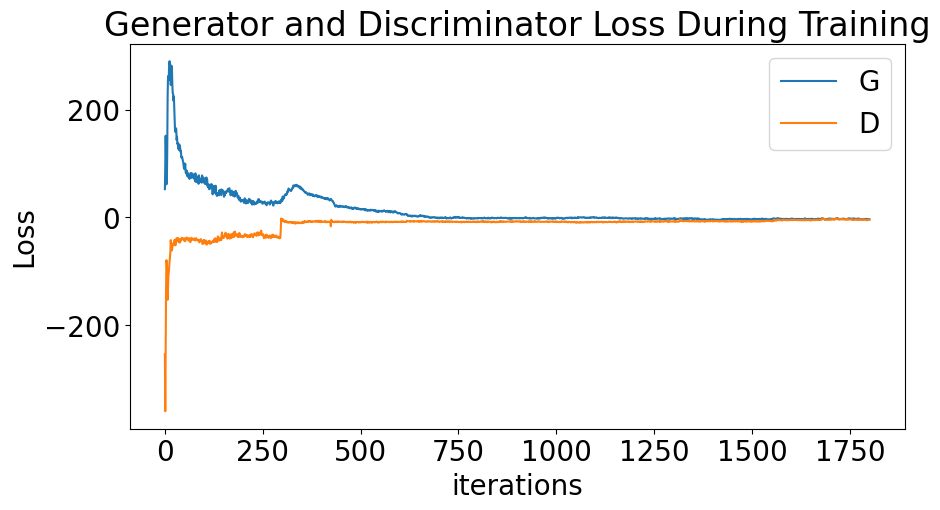 Generator and Discriminator Loss During Training
G
D
200
0
−200
Loss
0 250 500 750 1000 1250 1500 1750
iterations